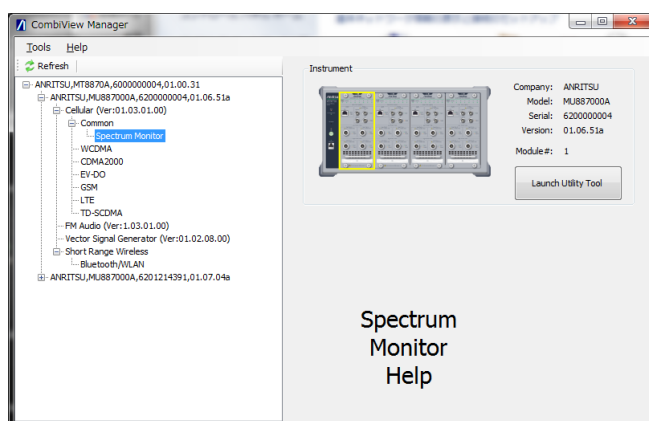 CombiView Manager
Tools Help
Refresh
ANRITSU,MT8870A,6000000004,01.00.31
ANRITSU,MU887000A,6200000004,01.06.51a
Cellular (Ver:01.03.01.00)
Common
Spectrum Monitor
WCDMA
CDMA2000
EV-DO
GSM
LTE
TD-SCDMA
FM Audio (Ver:1.03.01.00)
Vector Signal Generator (Ver:01.02.08.00)
Short Range Wireless
Bluetooth/WLAN
ANRITSU,MU887000A,6201214391,01.07.04a
Instrument
Company: ANRITSU
Model: MU887000A
Serial: 6200000004
Version: 01.06.51a
Module#: 1
Launch Utility Tool
Spectrum
Monitor
Help